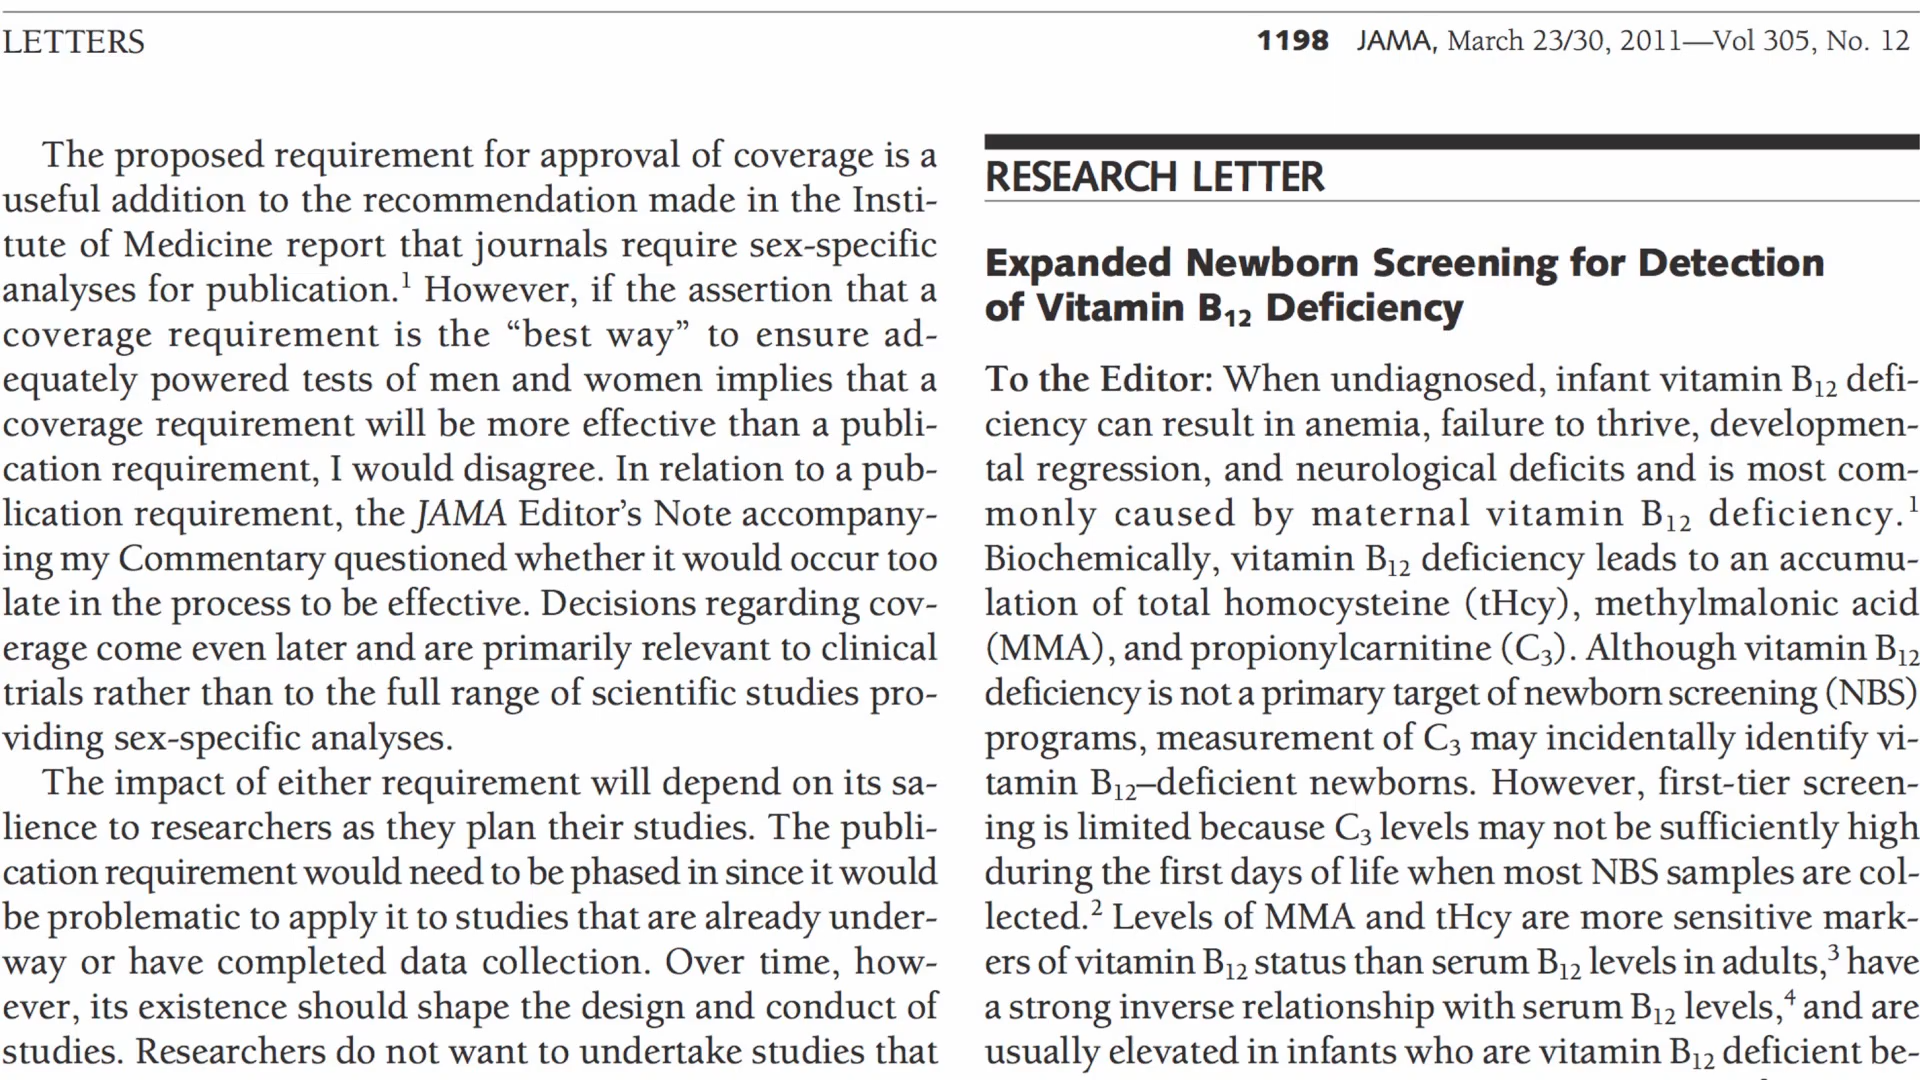 LETTERS
1198 JAMA, March 23/30, 2011—Vol 305, No. 12
The proposed requirement for approval of coverage is a
useful addition to the recommendation made in the Insti-
tute of Medicine report that journals require sex-specific
analyses for publication.¹ However, if the assertion that a
coverage requirement is the “best way” to ensure ad-
equately powered tests of men and women implies that a
coverage requirement will be more effective than a publi-
cation requirement, I would disagree. In relation to a pub-
lication requirement, the JAMA Editor’s Note accompany-
ing my Commentary questioned whether it would occur too
late in the process to be effective. Decisions regarding cov-
erage come even later and are primarily relevant to clinical
trials rather than to the full range of scientific studies pro-
viding sex-specific analyses.
The impact of either requirement will depend on its sa-
lience to researchers as they plan their studies. The publi-
cation requirement would need to be phased in since it would
be problematic to apply it to studies that are already under-
way or have completed data collection. Over time, how-
ever, its existence should shape the design and conduct of
studies. Researchers do not want to undertake studies that
RESEARCH LETTER
Expanded Newborn Screening for Detection
of Vitamin B₁₂ Deficiency
To the Editor: When undiagnosed, infant vitamin B₁₂ defi-
ciency can result in anemia, failure to thrive, developmen-
tal regression, and neurological deficits and is most com-
monly caused by maternal vitamin B₁₂ deficiency.¹
Biochemically, vitamin B₁₂ deficiency leads to an accumu-
lation of total homocysteine (tHcy), methylmalonic acid
(MMA), and propionylcarnitine (C₃). Although vitamin B₁₂
deficiency is not a primary target of newborn screening (NBS)
programs, measurement of C₃ may incidentally identify vi-
tamin B₁₂–deficient newborns. However, first-tier screen-
ing is limited because C₃ levels may not be sufficiently high
during the first days of life when most NBS samples are col-
lected.² Levels of MMA and tHcy are more sensitive mark-
ers of vitamin B₁₂ status than serum B₁₂ levels in adults,³ have
a strong inverse relationship with serum B₁₂ levels,⁴ and are
usually elevated in infants who are vitamin B₁₂ deficient be-